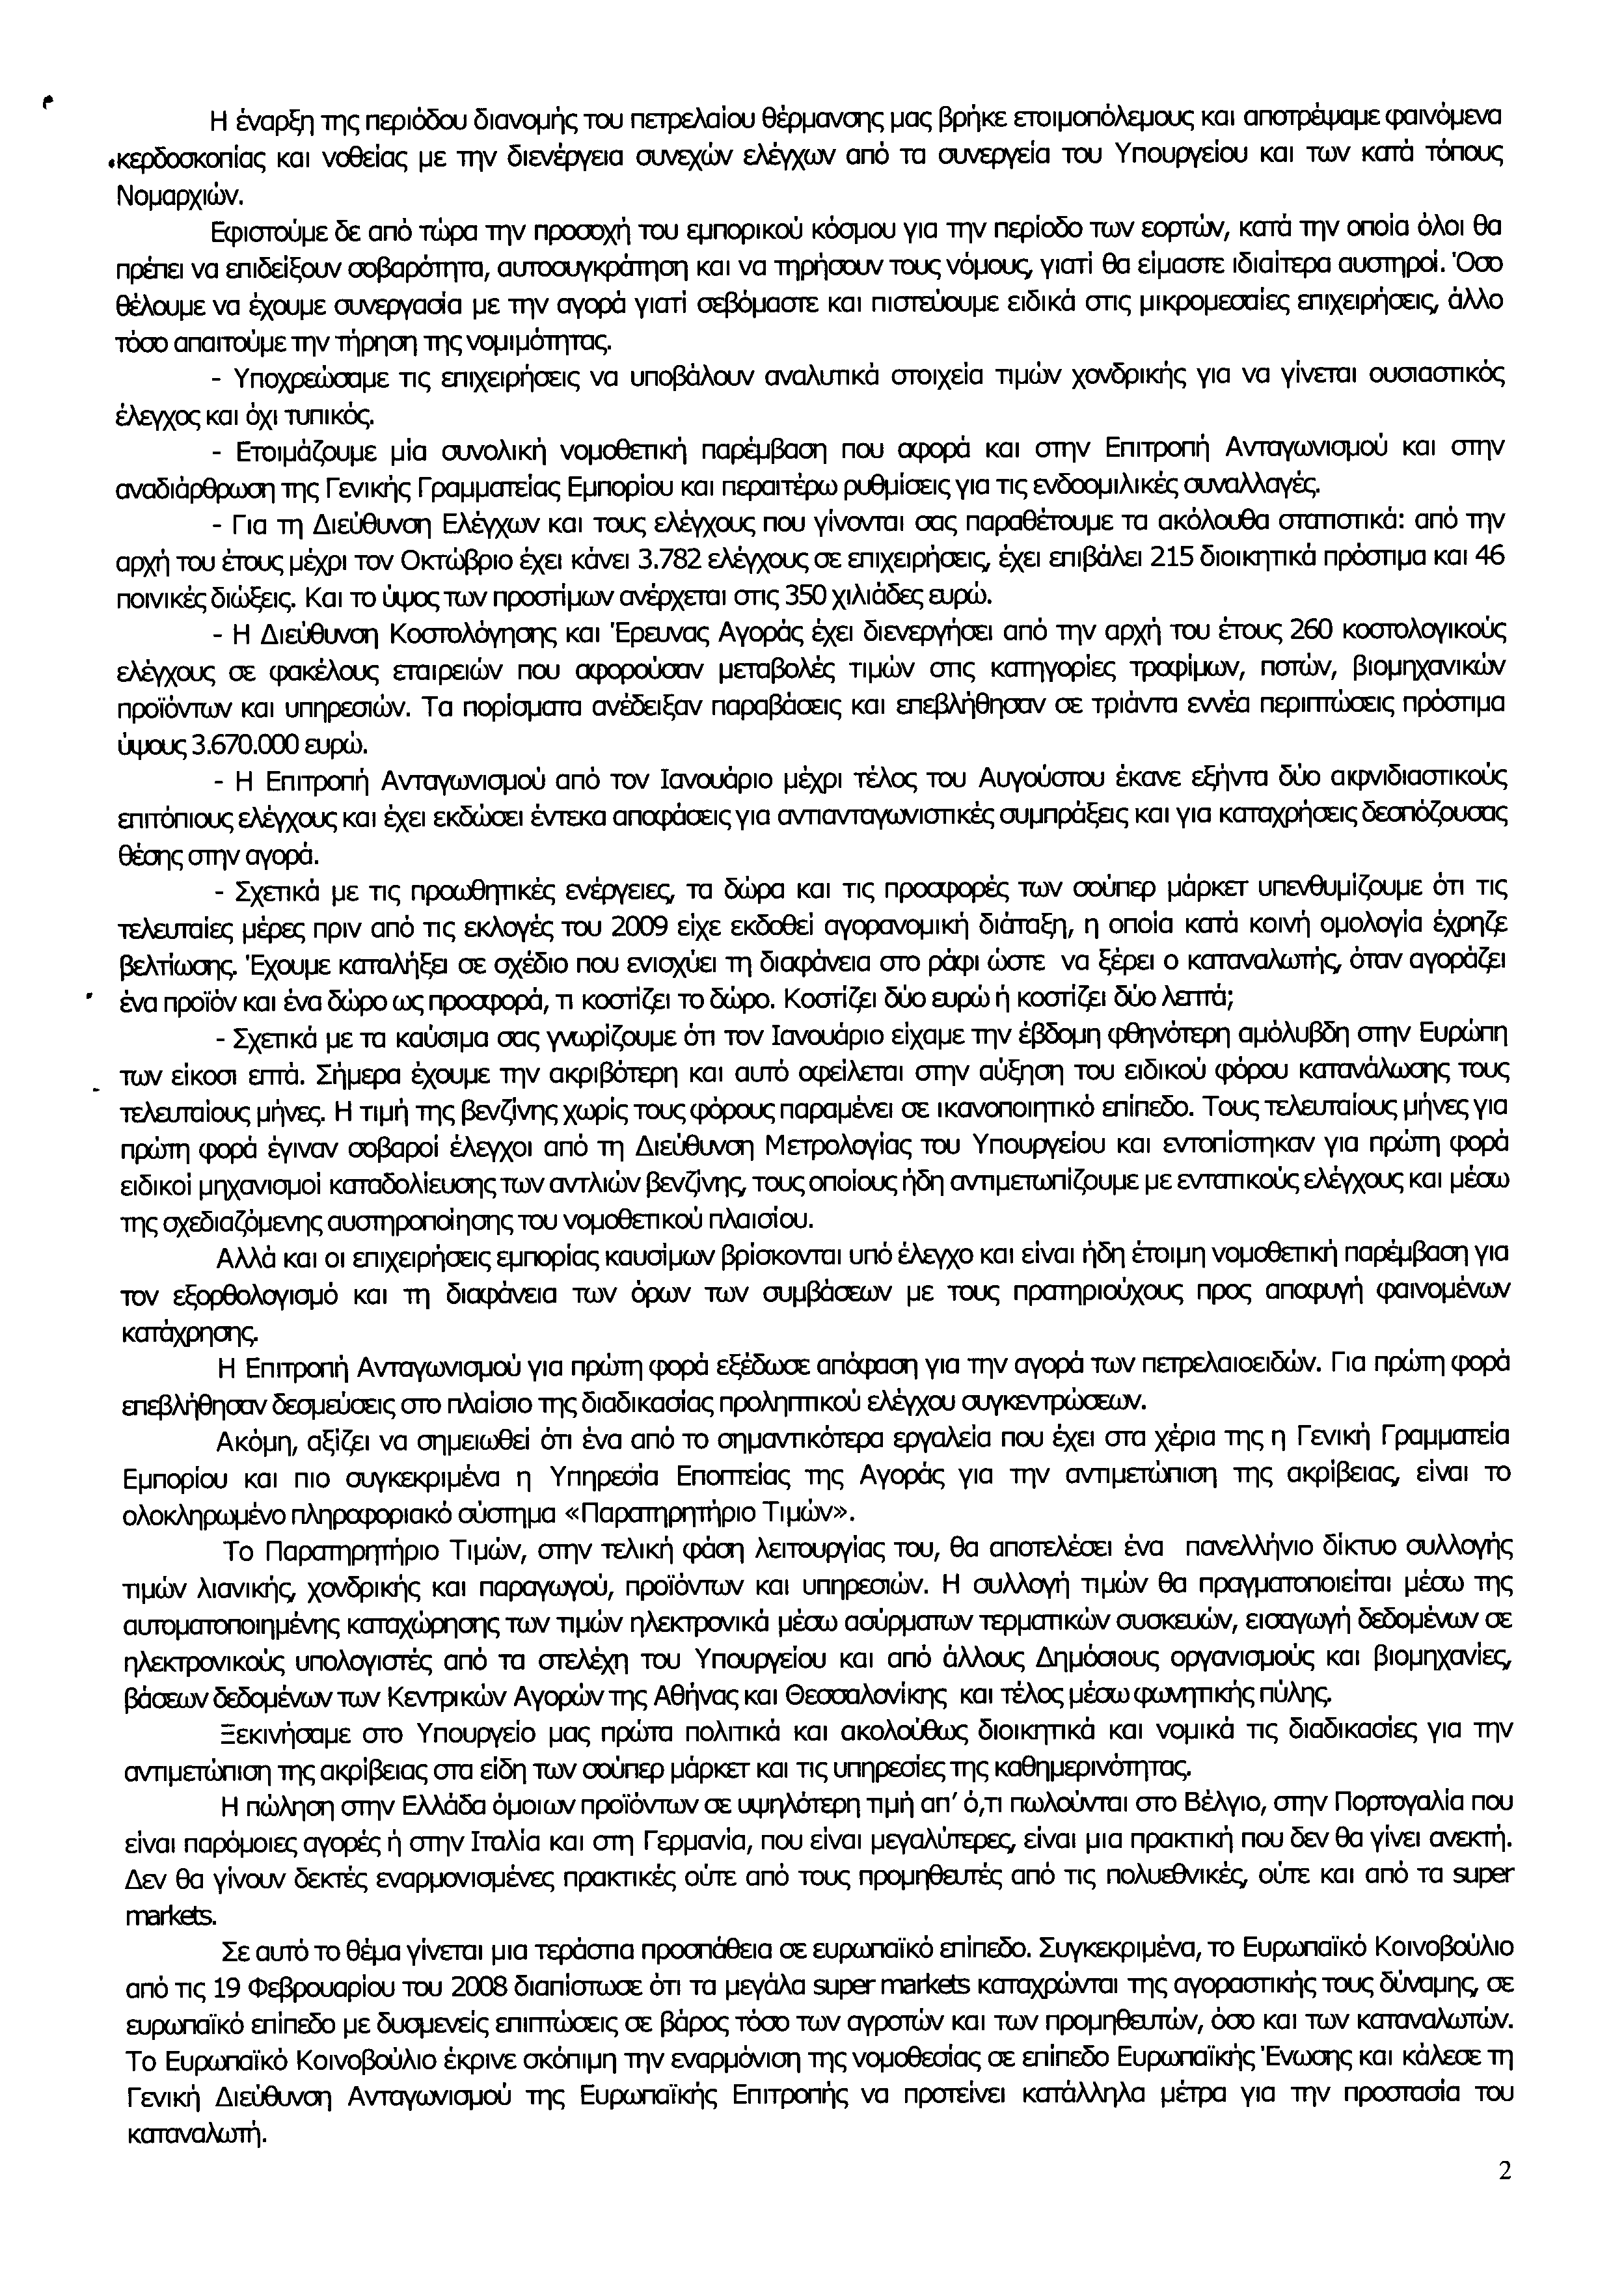 Η έναρξη της περιόδου διανομής του πετρελαίου θέρμανσης μας βρήκε ετοιμοπόλεμους και αποτρέψαμε φαινόμενα
κερδοσκοπίας και νοθείας με την διενέργεια συνεχών ελέγχων από τα συνεργεία του Υπουργείου και των κατά τόπους
Νομαρχιών.
Εφιστούμε δε από τώρα την προσοχή του εμπορικού κόσμου για την περίοδο των εορτών, κατά την οποία όλοι θα
πρέπει να επιδείξουν σοβαρότητα, αυτοσυγκράτηση και να τηρήσουν τους νόμους, γιατί θα είμαστε ιδιαίτερα αυστηροί. Όσο
θέλουμε να έχουμε συνεργασία με την αγορά γιατί σεβόμαστε και πιστεύουμε ειδικά στις μικρομεσαίες επιχειρήσεις, άλλο
τόσο απαιτούμε την τήρηση της νομιμότητας.
- Υποχρεώσαμε τις επιχειρήσεις να υποβάλουν αναλυτικά στοιχεία τιμών χονδρικής για να γίνεται ουσιαστικός
έλεγχος και όχι τυπικός.
- Ετοιμάζουμε μία συνολική νομοθετική παρέμβαση που αφορά και στην Επιτροπή Ανταγωνισμού και στην
αναδιάρθρωση της Γενικής Γραμματείας Εμπορίου και περαιτέρω ρυθμίσεις για τις ενδοομιλικές συναλλαγές.
- Για τη Διεύθυνση Ελέγχων και τους ελέγχους που γίνονται σας παραθέτουμε τα ακόλουθα στατιστικά: από την
αρχή του έτους μέχρι τον Οκτώβριο έχει κάνει 3.782 ελέγχους σε επιχειρήσεις, έχει επιβάλει 215 διοικητικά πρόστιμα και 46
ποινικές διώξεις. Και το ύψος των προστίμων ανέρχεται στις 350 χιλιάδες ευρώ.
- Η Διεύθυνση Κοστολόγησης και Έρευνας Αγοράς έχει διενεργήσει από την αρχή του έτους 260 κοστολογικούς
ελέγχους σε φακέλους εταιρειών που αφορούσαν μεταβολές τιμών στις κατηγορίες τροφίμων, ποτών, βιομηχανικών
προϊόντων και υπηρεσιών. Τα πορίσματα ανέδειξαν παραβάσεις και επεβλήθησαν σε τριάντα εννέα περιπτώσεις πρόστιμα
ύψους 3.670.000 ευρώ.
- Η Επιτροπή Ανταγωνισμού από τον Ιανουάριο μέχρι τέλος του Αυγούστου έκανε εξήντα δύο αιφνιδιαστικούς
επιτόπιους ελέγχους και έχει εκδώσει έντεκα αποφάσεις για αντιανταγωνιστικές συμπράξεις και για καταχρήσεις δεσπόζουσας
θέσης στην αγορά.
- Σχετικά με τις προωθητικές ενέργειες, τα δώρα και τις προσφορές των σούπερ μάρκετ υπενθυμίζουμε ότι τις
τελευταίες μέρες πριν από τις εκλογές του 2009 είχε εκδοθεί αγορανομική διάταξη, η οποία κατά κοινή ομολογία έχρηζε
βελτίωσης. Έχουμε καταλήξει σε σχέδιο που ενισχύει τη διαφάνεια στο ράφι ώστε να ξέρει ο καταναλωτής, όταν αγοράζει
ένα προϊόν και ένα δώρο ως προσφορά, τι κοστίζει το δώρο. Κοστίζει δύο ευρώ ή κοστίζει δύο λεπτά;
- Σχετικά με τα καύσιμα σας γνωρίζουμε ότι τον Ιανουάριο είχαμε την έβδομη φθηνότερη αμόλυβδη στην Ευρώπη
των είκοσι επτά. Σήμερα έχουμε την ακριβότερη και αυτό οφείλεται στην αύξηση του ειδικού φόρου κατανάλωσης τους
τελευταίους μήνες. Η τιμή της βενζίνης χωρίς τους φόρους παραμένει σε ικανοποιητικό επίπεδο. Τους τελευταίους μήνες για
πρώτη φορά έγιναν σοβαροί έλεγχοι από τη Διεύθυνση Μετρολογίας του Υπουργείου και εντοπίστηκαν για πρώτη φορά
ειδικοί μηχανισμοί καταδολίευσης των αντλιών βενζίνης, τους οποίους ήδη αντιμετωπίζουμε με εντατικούς ελέγχους και μέσω
της σχεδιαζόμενης αυστηροποίησης του νομοθετικού πλαισίου.
Αλλά και οι επιχειρήσεις εμπορίας καυσίμων βρίσκονται υπό έλεγχο και είναι ήδη έτοιμη νομοθετική παρέμβαση για
τον εξορθολογισμό και τη διαφάνεια των όρων των συμβάσεων με τους πρατηριούχους προς αποφυγή φαινομένων
κατάχρησης.
Η Επιτροπή Ανταγωνισμού για πρώτη φορά εξέδωσε απόφαση για την αγορά των πετρελαιοειδών. Για πρώτη φορά
επεβλήθησαν δεσμεύσεις στο πλαίσιο της διαδικασίας προληπτικού ελέγχου συγκεντρώσεων.
Ακόμη, αξίζει να σημειωθεί ότι ένα από το σημαντικότερα εργαλεία που έχει στα χέρια της η Γενική Γραμματεία
Εμπορίου και πιο συγκεκριμένα η Υπηρεσία Εποπτείας της Αγοράς για την αντιμετώπιση της ακρίβειας, είναι το
ολοκληρωμένο πληροφοριακό σύστημα «Παρατηρητήριο Τιμών».
Το Παρατηρητήριο Τιμών, στην τελική φάση λειτουργίας του, θα αποτελέσει ένα πανελλήνιο δίκτυο συλλογής
τιμών λιανικής, χονδρικής και παραγωγού, προϊόντων και υπηρεσιών. Η συλλογή τιμών θα πραγματοποιείται μέσω της
αυτοματοποιημένης καταχώρησης των τιμών ηλεκτρονικά μέσω ασύρματων τερματικών συσκευών, εισαγωγή δεδομένων σε
ηλεκτρονικούς υπολογιστές από τα στελέχη του Υπουργείου και από άλλους Δημόσιους οργανισμούς και βιομηχανίες,
βάσεων δεδομένων των Κεντρικών Αγορών της Αθήνας και Θεσσαλονίκης και τέλος μέσω φωνητικής πύλης.
Ξεκινήσαμε στο Υπουργείο μας πρώτα πολιτικά και ακολούθως διοικητικά και νομικά τις διαδικασίες για την
αντιμετώπιση της ακρίβειας στα είδη των σούπερ μάρκετ και τις υπηρεσίες της καθημερινότητας.
Η πώληση στην Ελλάδα όμοιων προϊόντων σε υψηλότερη τιμή απ' ό,τι πωλούνται στο Βέλγιο, στην Πορτογαλία που
είναι παρόμοιες αγορές ή στην Ιταλία και στη Γερμανία, που είναι μεγαλύτερες, είναι μια πρακτική που δεν θα γίνει ανεκτή.
Δεν θα γίνουν δεκτές εναρμονισμένες πρακτικές ούτε από τους προμηθευτές από τις πολυεθνικές, ούτε και από τα super
markets.
Σε αυτό το θέμα γίνεται μια τεράστια προσπάθεια σε ευρωπαϊκό επίπεδο. Συγκεκριμένα, το Ευρωπαϊκό Κοινοβούλιο
από τις 19 Φεβρουαρίου του 2008 διαπίστωσε ότι τα μεγάλα super markets καταχρώνται της αγοραστικής τους δύναμης, σε
ευρωπαϊκό επίπεδο με δυσμενείς επιπτώσεις σε βάρος τόσο των αγροτών και των προμηθευτών, όσο και των καταναλωτών.
Το Ευρωπαϊκό Κοινοβούλιο έκρινε σκόπιμη την εναρμόνιση της νομοθεσίας σε επίπεδο Ευρωπαϊκής Ένωσης και κάλεσε τη
Γενική Διεύθυνση Ανταγωνισμού της Ευρωπαϊκής Επιτροπής να προτείνει κατάλληλα μέτρα για την προστασία του
καταναλωτή.
2